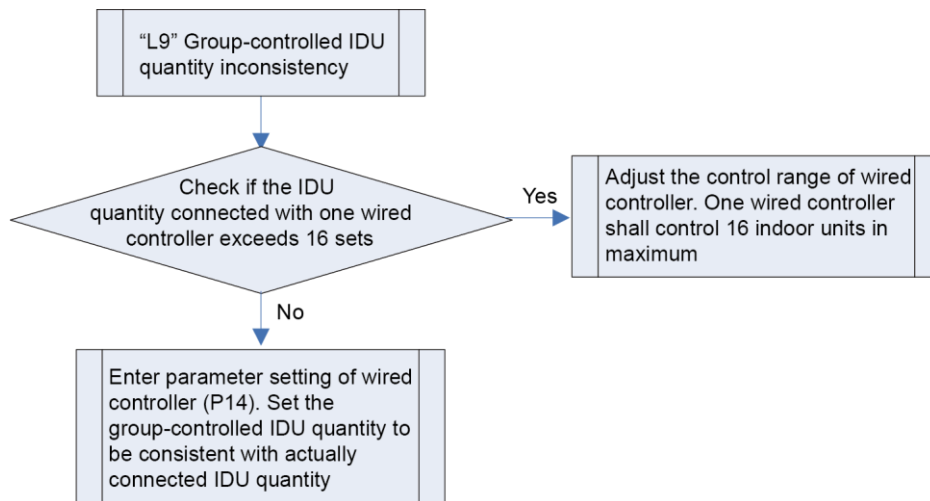 “L9” Group-controlled IDU
quantity inconsistency
Check if the IDU
quantity connected with one wired
controller exceeds 16 sets
Yes
Adjust the control range of wired
controller. One wired controller
shall control 16 indoor units in
maximum
No
Enter parameter setting of wired
controller (P14). Set the
group-controlled IDU quantity to
be consistent with actually
connected IDU quantity